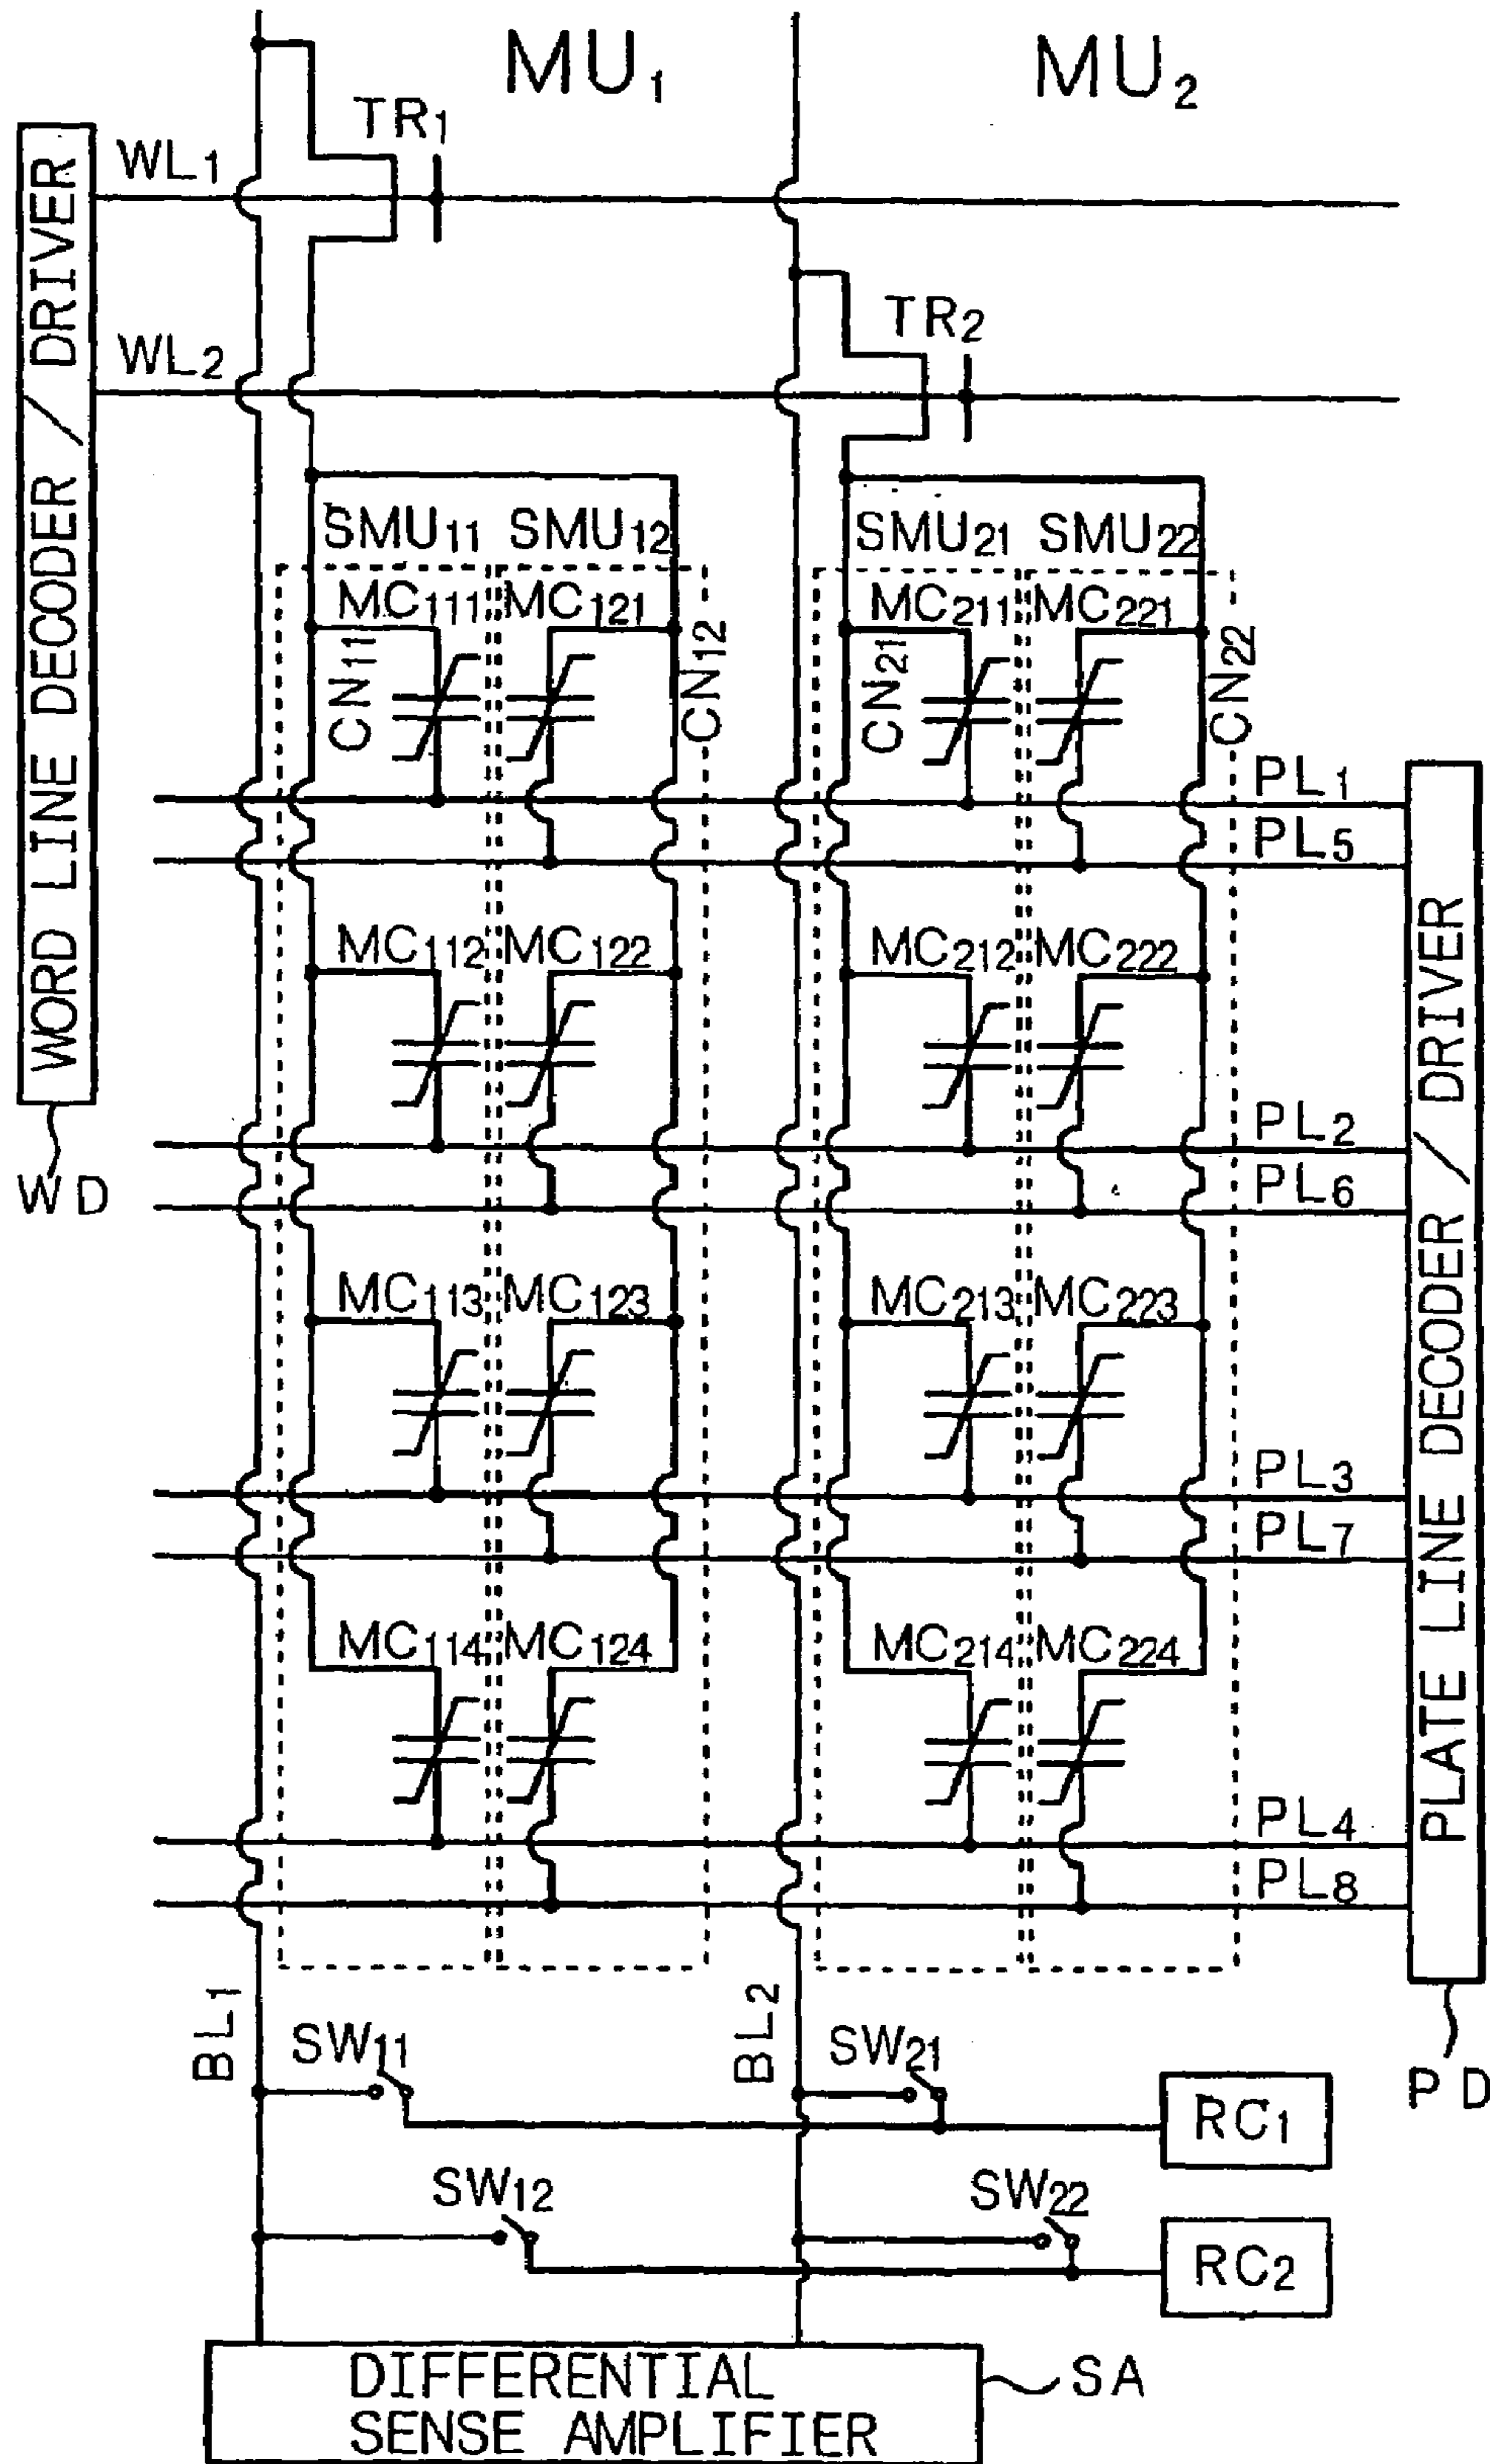 MU1 MU2
TR1
WL1
TR2
WL2
WORD LINE DECODER / DRIVER
WD
SMU11 SMU12 SMU21 SMU22
MC111 MC121 MC211 MC221
CN11 CN12 CN21 CN22
PL1
PL5
MC112 MC122 MC212 MC222
PL2
PL6
MC113 MC123 MC213 MC223
PL3
PL7
MC114 MC124 MC214 MC224
PL4
PL8
PLATE LINE DECODER / DRIVER
PD
BL1 BL2
SW11 SW21
RC1
SW12 SW22
RC2
DIFFERENTIAL
SENSE AMPLIFIER
SA